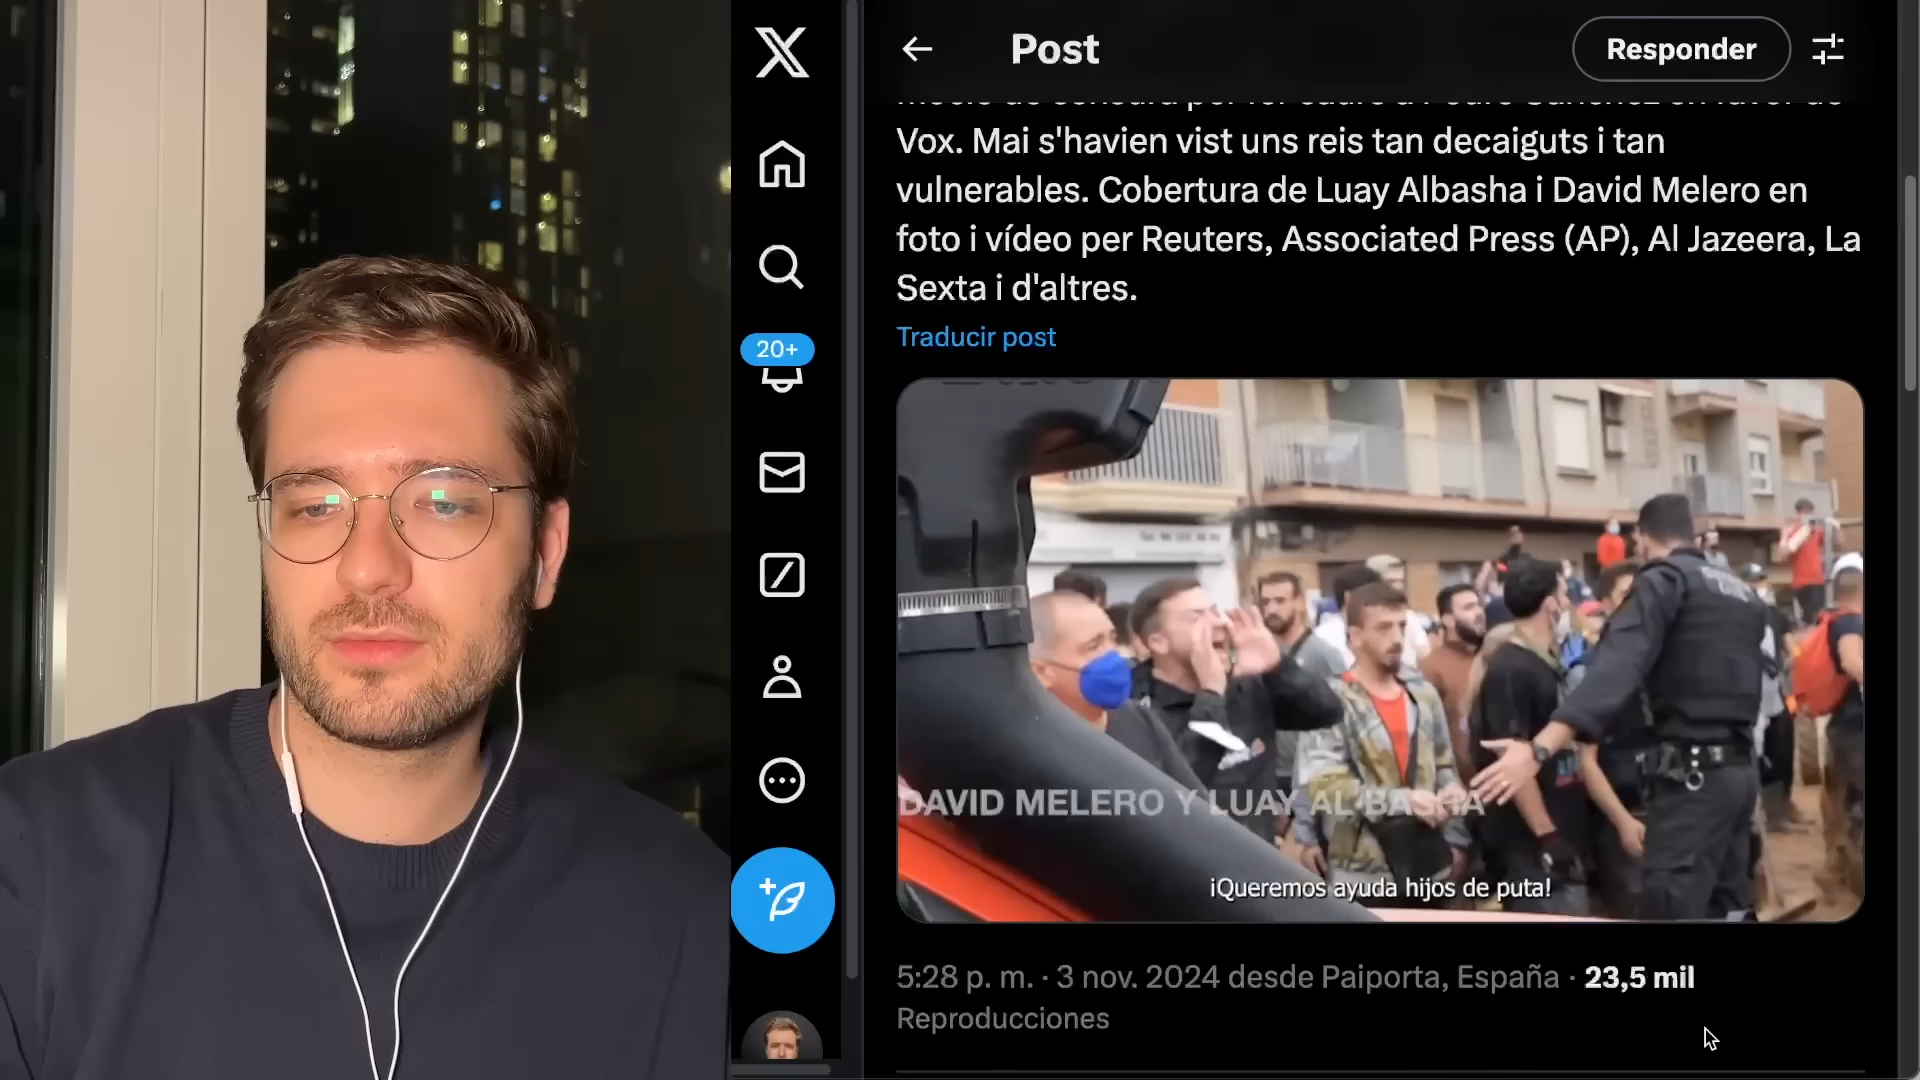 Post
Responder
Vox. Mai s'havien vist uns reis tan decaiguts i tan
vulnerables. Cobertura de Luay Albasha i David Melero en
foto i vídeo per Reuters, Associated Press (AP), Al Jazeera, La
Sexta i d'altres.
Traducir post
20+
DAVID MELERO Y LUAY AL BASHA
¡Queremos ayuda hijos de puta!
5:28 p. m. · 3 nov. 2024 desde Paiporta, España · 23,5 mil
Reproducciones